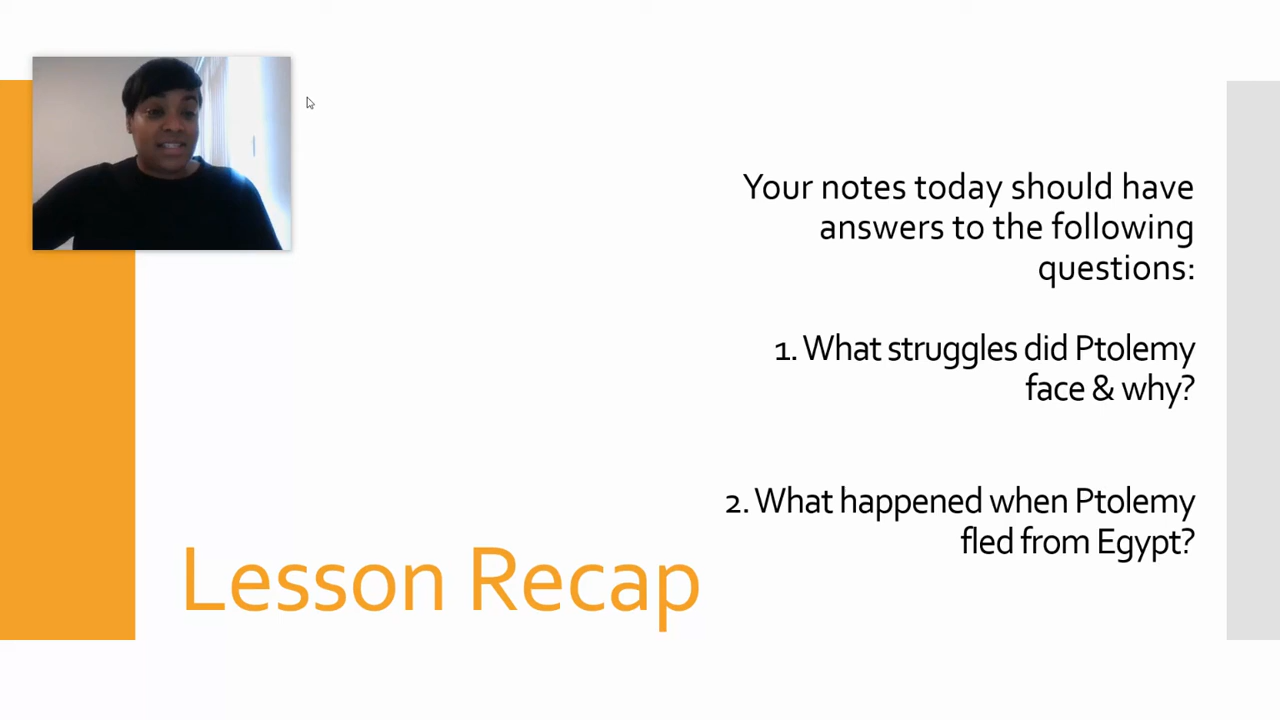 Your notes today should have
answers to the following
questions:
1. What struggles did Ptolemy
face & why?
2. What happened when Ptolemy
fled from Egypt?
Lesson Recap